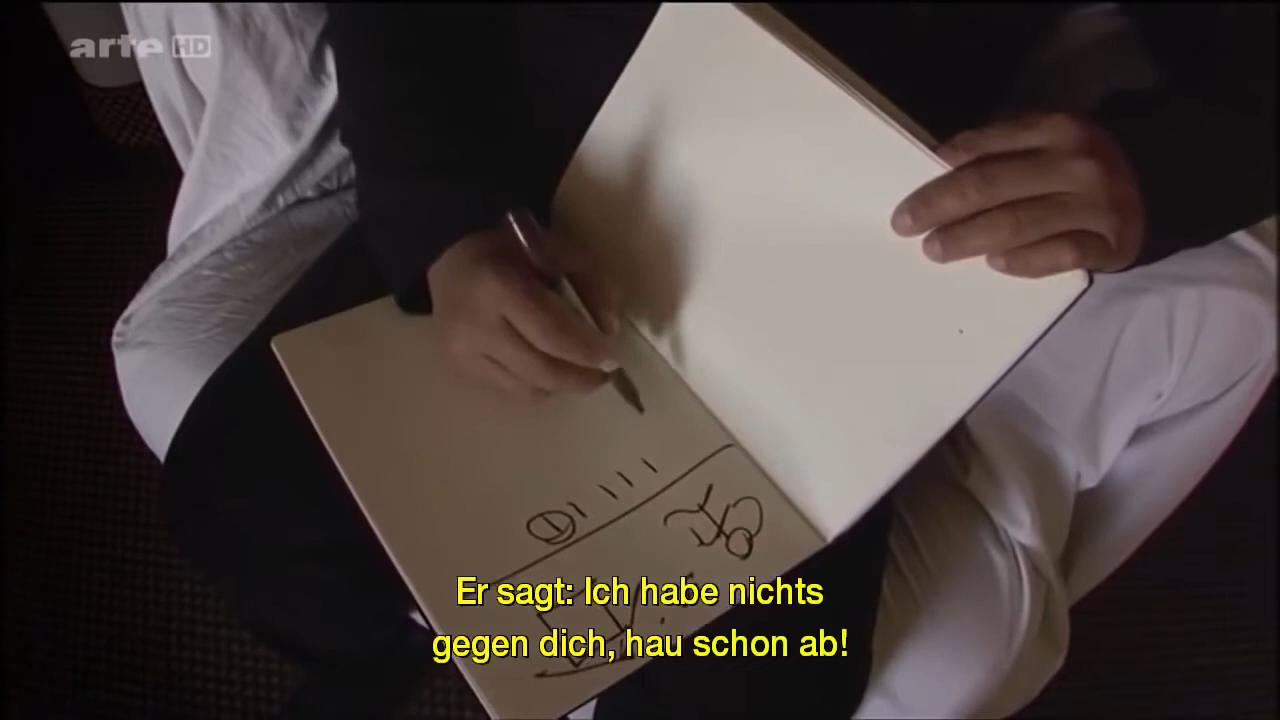 arte HD
Er sagt: Ich habe nichts
gegen dich, hau schon ab!